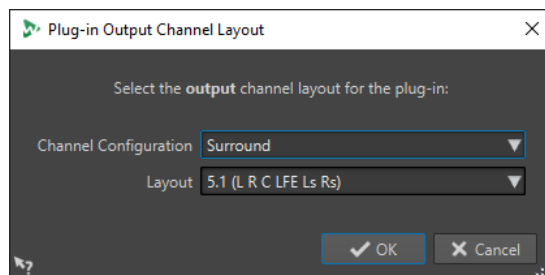 Plug-in Output Channel Layout
Select the output channel layout for the plug-in:
Channel Configuration Surround
Layout 5.1 (L R C LFE Ls Rs)
OK Cancel
?